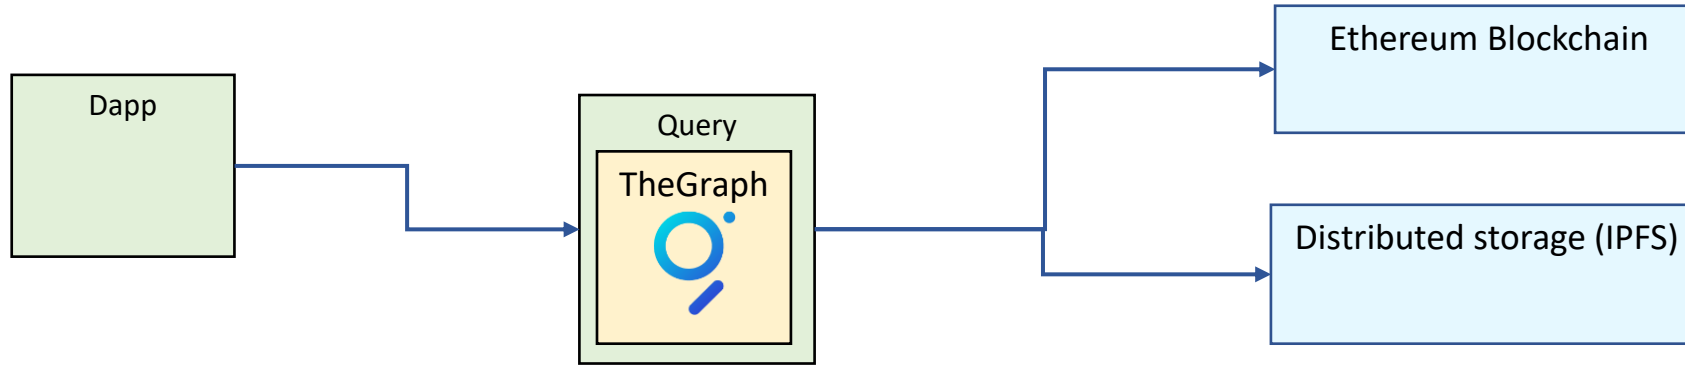 Dapp
Query
TheGraph
Ethereum Blockchain
Distributed storage (IPFS)